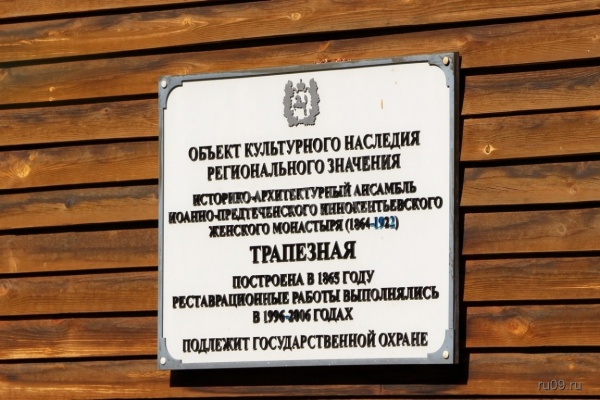 ОБЪЕКТ КУЛЬТУРНОГО НАСЛЕДИЯ
РЕГИОНАЛЬНОГО ЗНАЧЕНИЯ
ИСТОРИКО-АРХИТЕКТУРНЫЙ АНСАМБЛЬ
ИОАННО-ПРЕДТЕЧЕНСКОГО ИННОКЕНТЬЕВСКОГО
ЖЕНСКОГО МОНАСТЫРЯ (1864-1922)
ТРАПЕЗНАЯ
ПОСТРОЕНА В 1865 ГОДУ
РЕСТАВРАЦИОННЫЕ РАБОТЫ ВЫПОЛНЯЛИСЬ
В 1996-2006 ГОДАХ
ПОДЛЕЖИТ ГОСУДАРСТВЕННОЙ ОХРАНЕ
ru09.ru